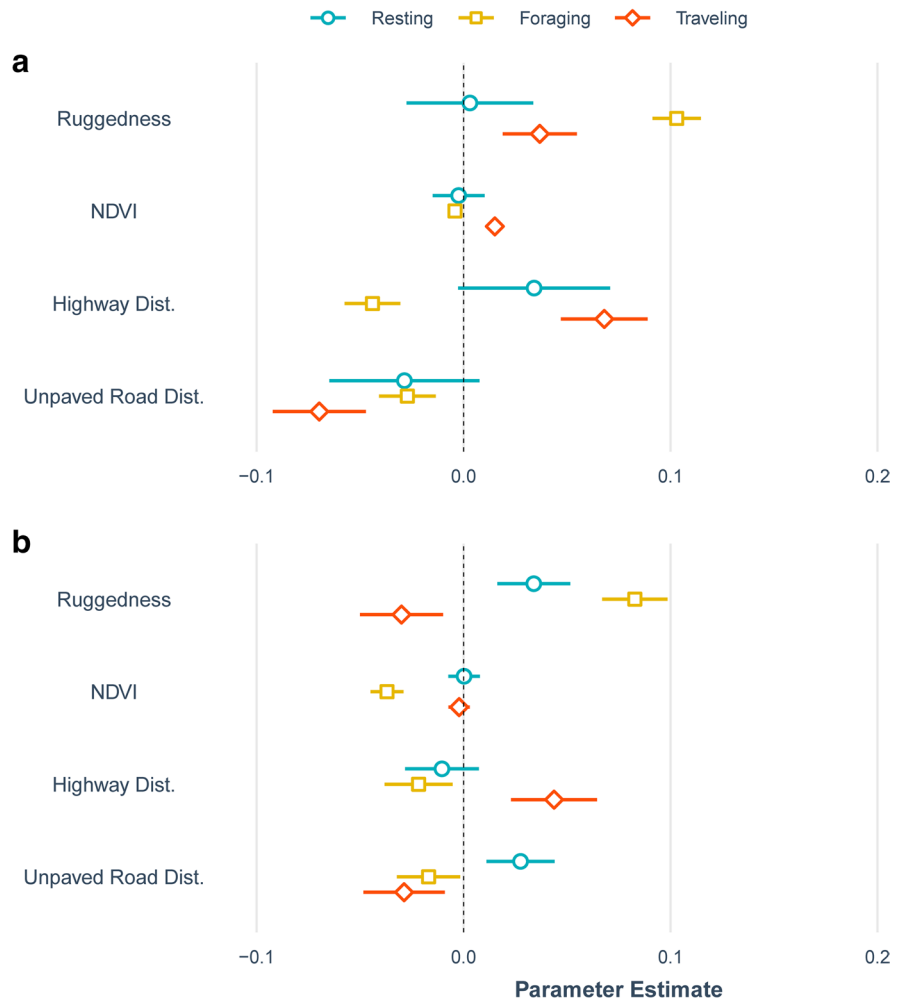 Resting Foraging Traveling
a
Ruggedness
NDVI
Highway Dist.
Unpaved Road Dist.
−0.1 0.0 0.1 0.2
b
Ruggedness
NDVI
Highway Dist.
Unpaved Road Dist.
−0.1 0.0 0.1 0.2
Parameter Estimate